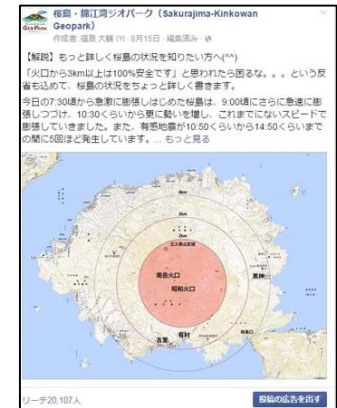 桜島・錦江湾ジオパーク（Sakurajima-Kinkowan
Geopark）
作成者: 福島 大輔 [?]・8月15日・編集済み
【解説】もっと詳しく桜島の状況を知りたい方へ(^^)
「火口から3km以上は100%安全です」と思われたら困るな。。。という反
省も込めて、桜島の状況をちょっと詳しく書きます。
今日の7:30頃から急激に膨張しはじめた桜島は、9:00頃にさらに急速に膨
張しつづけ、10:30くらいから更に勢いを増し、これまでにないスピードで
膨張していきました。また、有感地震が10:50くらいから14:50くらいまで
の間に5回ほど発生しています。... もっと見る
4km
3km
2km
立入禁止区域
南岳火口
昭和火口
黒神
有村
古里
リーチ20,107人
投稿の広告を出す